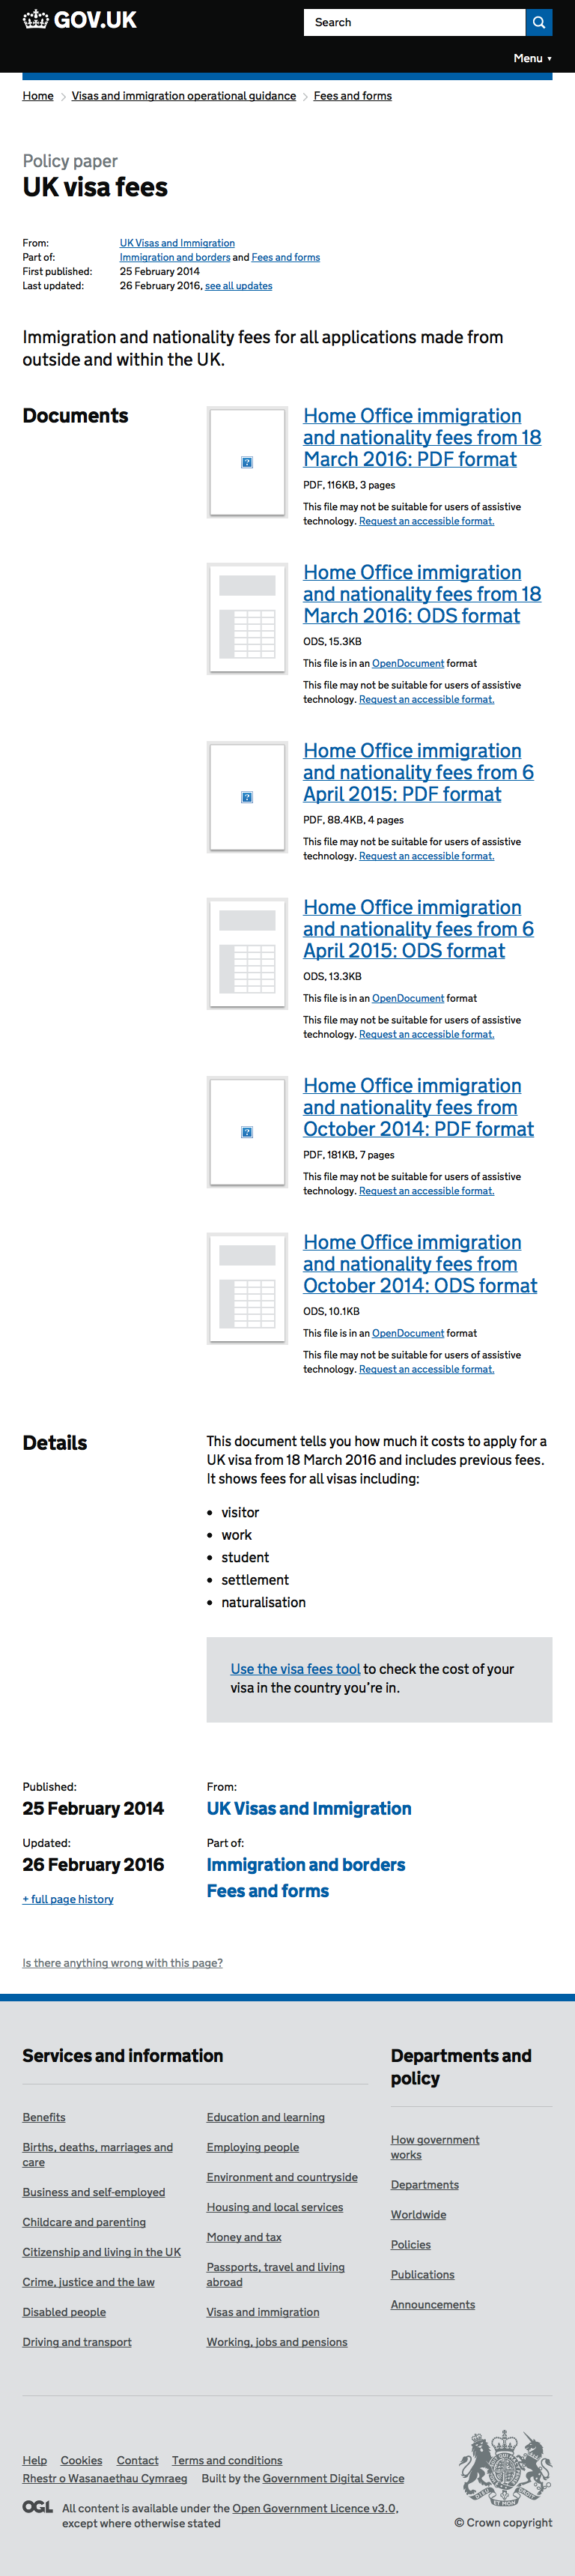 GOV.UK
Search
Menu ▼
Home > Visas and immigration operational guidance > Fees and forms
Policy paper
UK visa fees
From: UK Visas and Immigration
Part of: Immigration and borders and Fees and forms
First published: 25 February 2014
Last updated: 26 February 2016, see all updates
Immigration and nationality fees for all applications made from
outside and within the UK.
Documents
Home Office immigration
and nationality fees from 18
March 2016: PDF format
PDF, 116KB, 3 pages
This file may not be suitable for users of assistive
technology. Request an accessible format.
Home Office immigration
and nationality fees from 18
March 2016: ODS format
ODS, 15.3KB
This file is in an OpenDocument format
This file may not be suitable for users of assistive
technology. Request an accessible format.
Home Office immigration
and nationality fees from 6
April 2015: PDF format
PDF, 88.4KB, 4 pages
This file may not be suitable for users of assistive
technology. Request an accessible format.
Home Office immigration
and nationality fees from 6
April 2015: ODS format
ODS, 13.3KB
This file is in an OpenDocument format
This file may not be suitable for users of assistive
technology. Request an accessible format.
Home Office immigration
and nationality fees from
October 2014: PDF format
PDF, 181KB, 7 pages
This file may not be suitable for users of assistive
technology. Request an accessible format.
Home Office immigration
and nationality fees from
October 2014: ODS format
ODS, 10.1KB
This file is in an OpenDocument format
This file may not be suitable for users of assistive
technology. Request an accessible format.
Details
This document tells you how much it costs to apply for a
UK visa from 18 March 2016 and includes previous fees.
It shows fees for all visas including:
• visitor
• work
• student
• settlement
• naturalisation
Use the visa fees tool to check the cost of your
visa in the country you're in.
Published:
25 February 2014
Updated:
26 February 2016
+ full page history
From:
UK Visas and Immigration
Part of:
Immigration and borders
Fees and forms
Is there anything wrong with this page?
Services and information
Benefits
Births, deaths, marriages and
care
Business and self-employed
Childcare and parenting
Citizenship and living in the UK
Crime, justice and the law
Disabled people
Driving and transport
Education and learning
Employing people
Environment and countryside
Housing and local services
Money and tax
Passports, travel and living
abroad
Visas and immigration
Working, jobs and pensions
Departments and
policy
How government
works
Departments
Worldwide
Policies
Publications
Announcements
Help Cookies Contact Terms and conditions
Rhestr o Wasanaethau Cymraeg Built by the Government Digital Service
OGL All content is available under the Open Government Licence v3.0,
except where otherwise stated
© Crown copyright